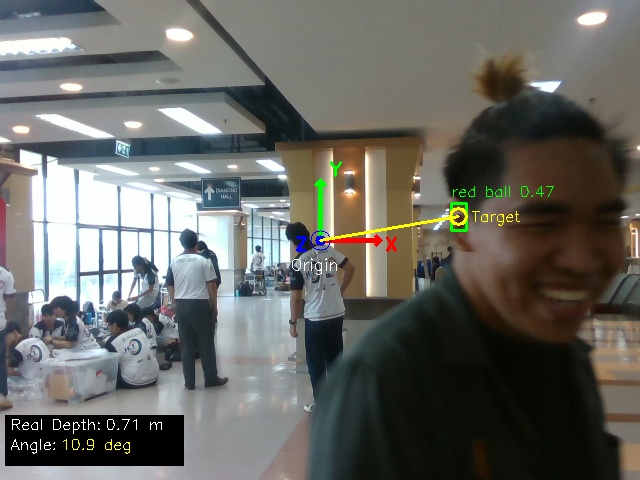 DIAMOND
HALL
Y
red ball 0.47
Target
Z
X
Origin
Real Depth: 0.71 m
Angle: 10.9 deg